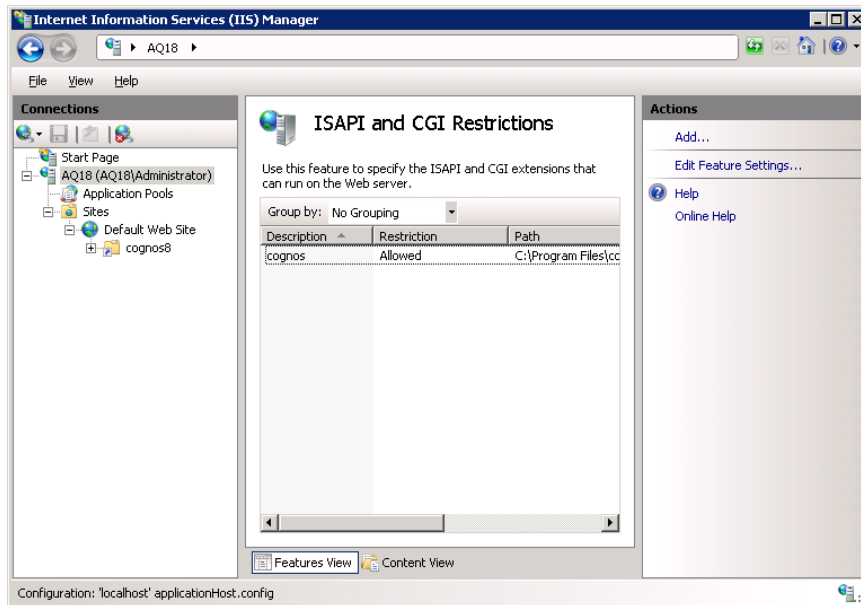 Internet Information Services (IIS) Manager
AQ18
File View Help
Connections
Start Page
AQ18 (AQ18\Administrator)
Application Pools
Sites
Default Web Site
cognos8
ISAPI and CGI Restrictions
Use this feature to specify the ISAPI and CGI extensions that
can run on the Web server.
Group by: No Grouping
Description Restriction Path
cognos Allowed C:\Program Files\cc
Features View Content View
Actions
Add...
Edit Feature Settings...
Help
Online Help
Configuration: 'localhost' applicationHost.config